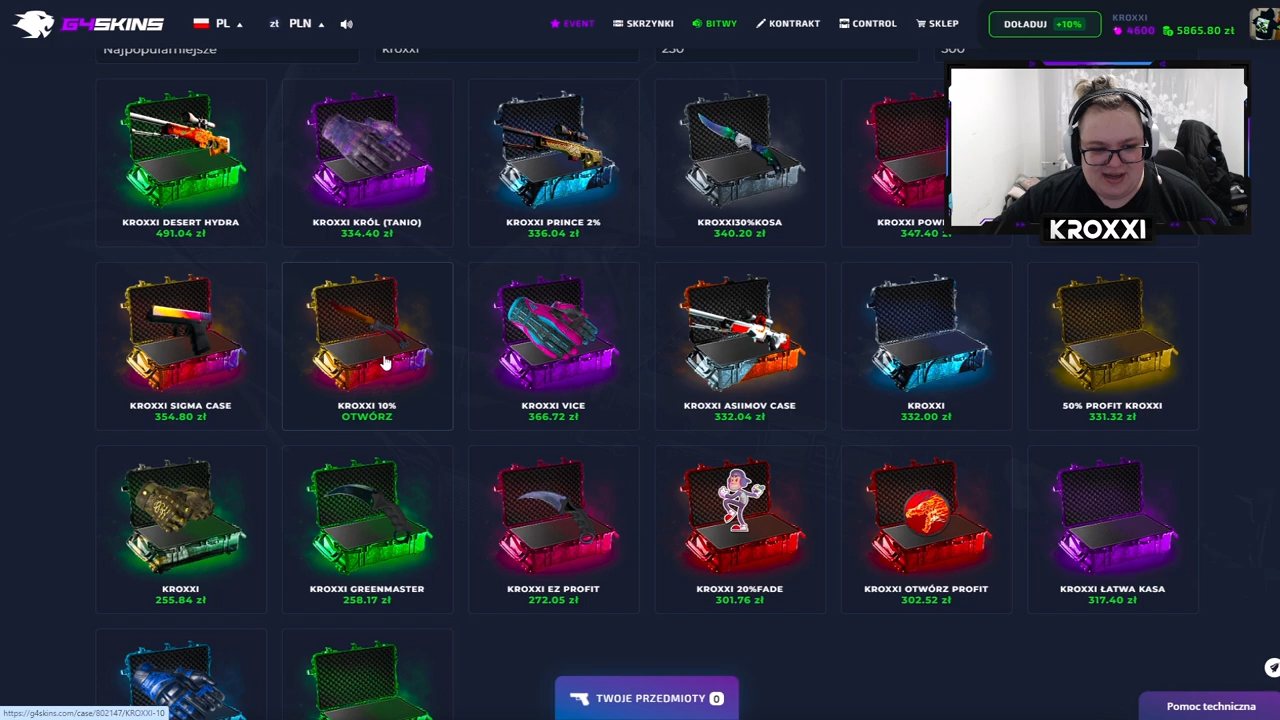 G4SKINS PL zł PLN EVENT SKRZYNKI BITWY KONTRAKT CONTROL SKLEP DOŁADUJ +10% KROXXI
4600 5865.80 zł
Najpopularniejsze kroxxi 250 300
KROXXI DESERT HYDRA KROXXI KRÓL (TANIO) KROXXI PRINCE 2% KROXXI30%KOSA
491.04 zł 334.40 zł 336.04 zł 340.20 zł 347.40 zł
KROXXI
KROXXI SIGMA CASE KROXXI 10% KROXXI VICE KROXXI ASIIMOV CASE KROXXI 50% PROFIT KROXXI
354.80 zł OTWÓRZ 366.72 zł 332.04 zł 332.00 zł 331.32 zł
KROXXI KROXXI GREENMASTER KROXXI EZ PROFIT KROXXI 20%FADE KROXXI OTWÓRZ PROFIT KROXXI ŁATWA KASA
255.84 zł 258.17 zł 272.05 zł 301.76 zł 302.52 zł 317.40 zł
TWOJE PRZEDMIOTY 0
Pomoc techniczna
https://g4skins.com/case/802147/KROXXI-10